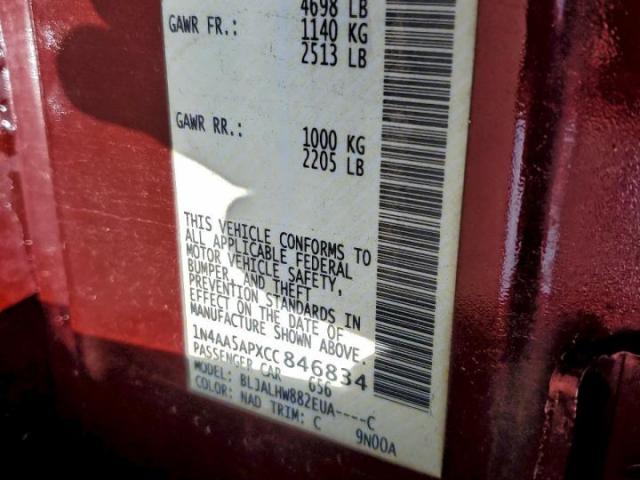 4698 LB
GAWR FR.: 1140 KG
2513 LB
GAWR RR.: 1000 KG
2205 LB
THIS VEHICLE CONFORMS TO
ALL APPLICABLE FEDERAL
MOTOR VEHICLE SAFETY,
BUMPER, AND THEFT
PREVENTION STANDARDS IN
EFFECT ON THE DATE OF
MANUFACTURE SHOWN ABOVE.
1N4AA5APXCC 846834
PASSENGER CAR 656
MODEL: BLJALHW882EUA----C
COLOR: NAD TRIM: C 9N00A